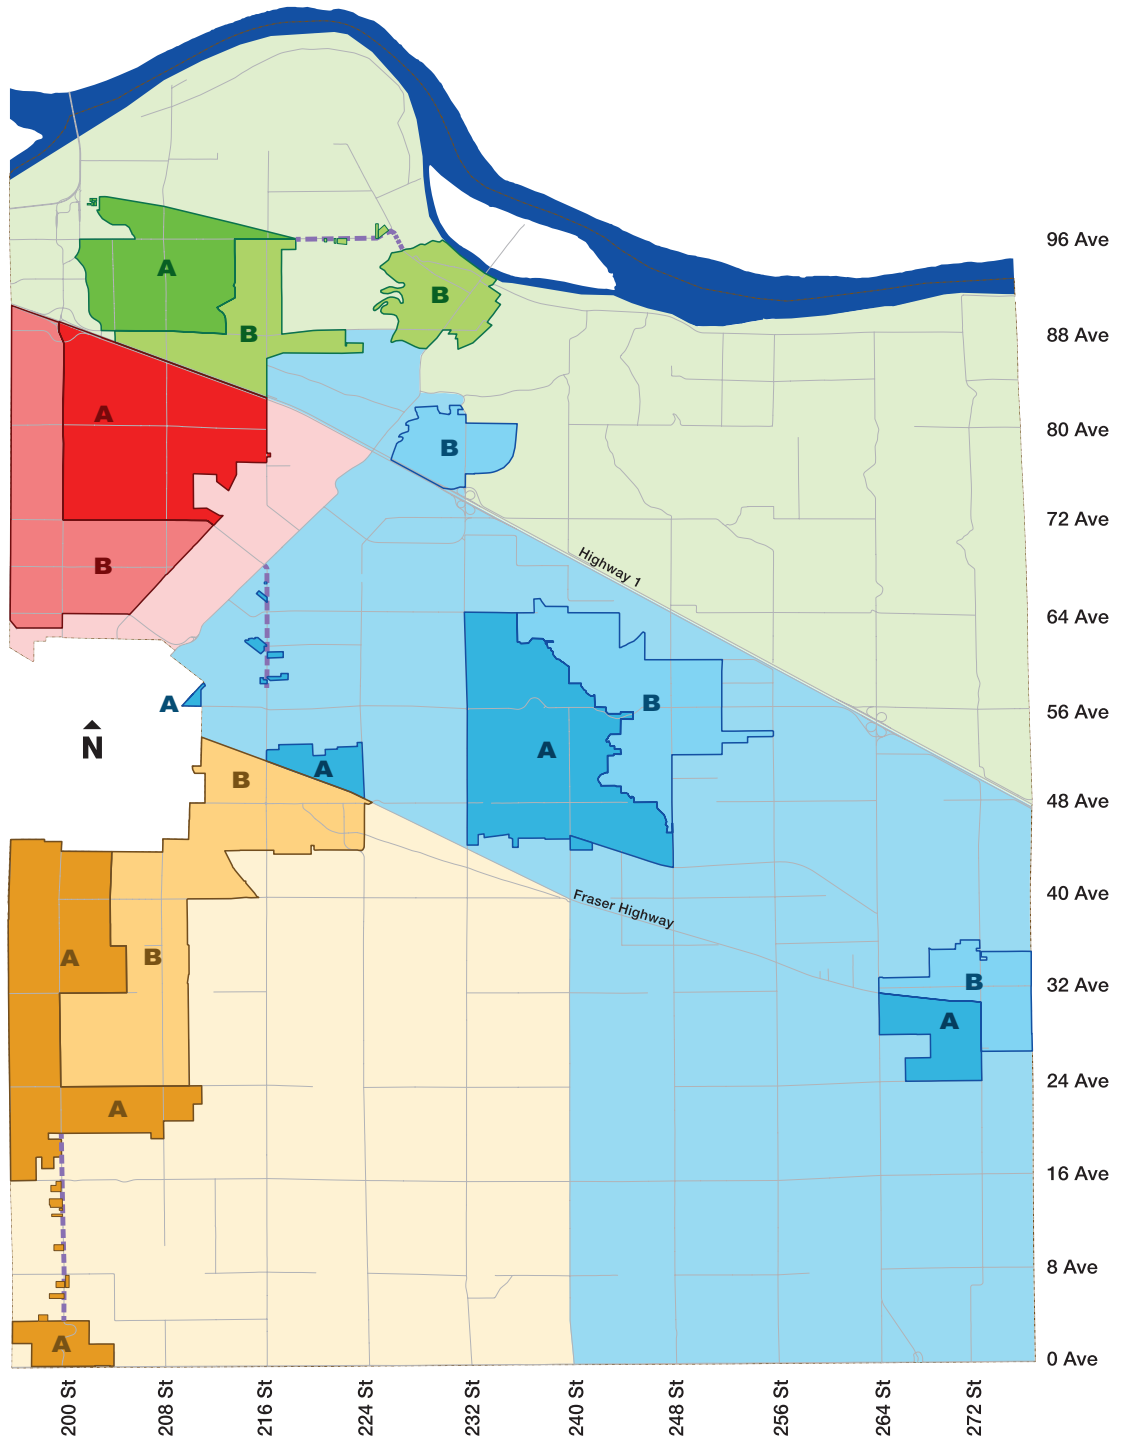 96 Ave
A
B
B
88 Ave
A
80 Ave
B
72 Ave
Highway 1
B
64 Ave
A
B
56 Ave
N
A
A
B
48 Ave
40 Ave
Fraser Highway
A
B
B
32 Ave
A
24 Ave
A
16 Ave
8 Ave
A
0 Ave
200 St
208 St
216 St
224 St
232 St
240 St
248 St
256 St
264 St
272 St